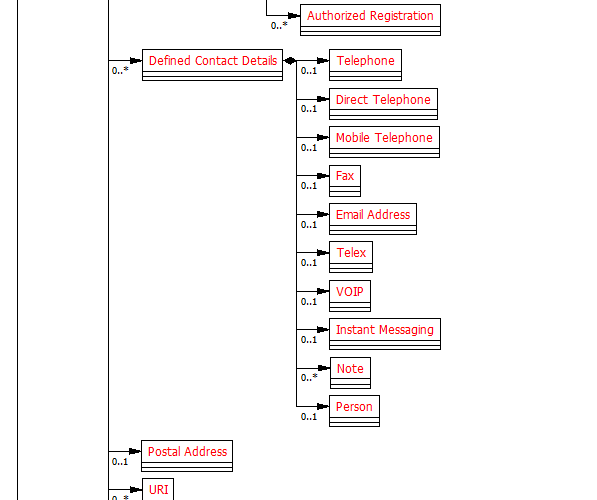 Authorized Registration
0..*
Defined Contact Details
0..*
Telephone
0..1
Direct Telephone
0..1
Mobile Telephone
0..1
Fax
0..1
Email Address
0..1
Telex
0..1
VOIP
0..1
Instant Messaging
0..1
Note
0..*
Person
0..1
Postal Address
0..1
URI
0..*